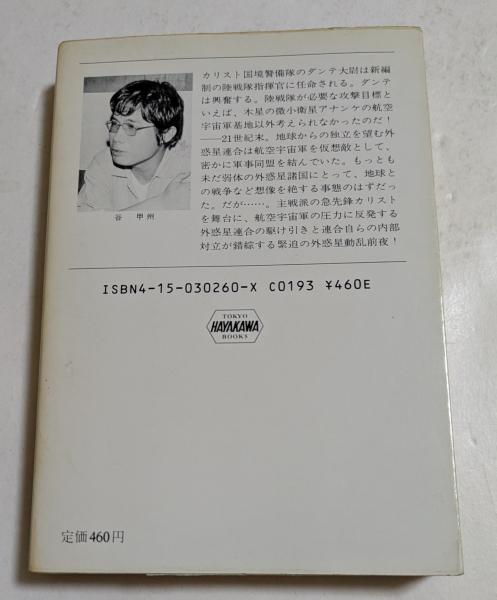 カリスト国境警備隊のダンテ大尉は新編
制の陸戦隊指揮官に任命される。ダンテ
は興奮する。陸戦隊が必要な攻撃目標と
いえば、木星の微小衛星アナンケの航空
宇宙軍基地以外考えられなかったのだ！
──21世紀末。地球からの独立を望む外
惑星連合は航空宇宙軍を仮想敵として、
密かに軍事同盟を結んでいた。もっとも
未だ弱体の外惑星諸国にとって、地球と
の戦争など想像を絶する事態のはずだっ
た。だが……。主戦派の急先鋒カリスト
を舞台に、航空宇宙軍の圧力に反発する
外惑星連合の駆け引きと連合自らの内部
対立が錯綜する緊迫の外惑星動乱前夜！
谷 甲州
ISBN4-15-030260-X C0193 ¥460E
TOKYO
HAYAKAWA
BOOKS
定価460円